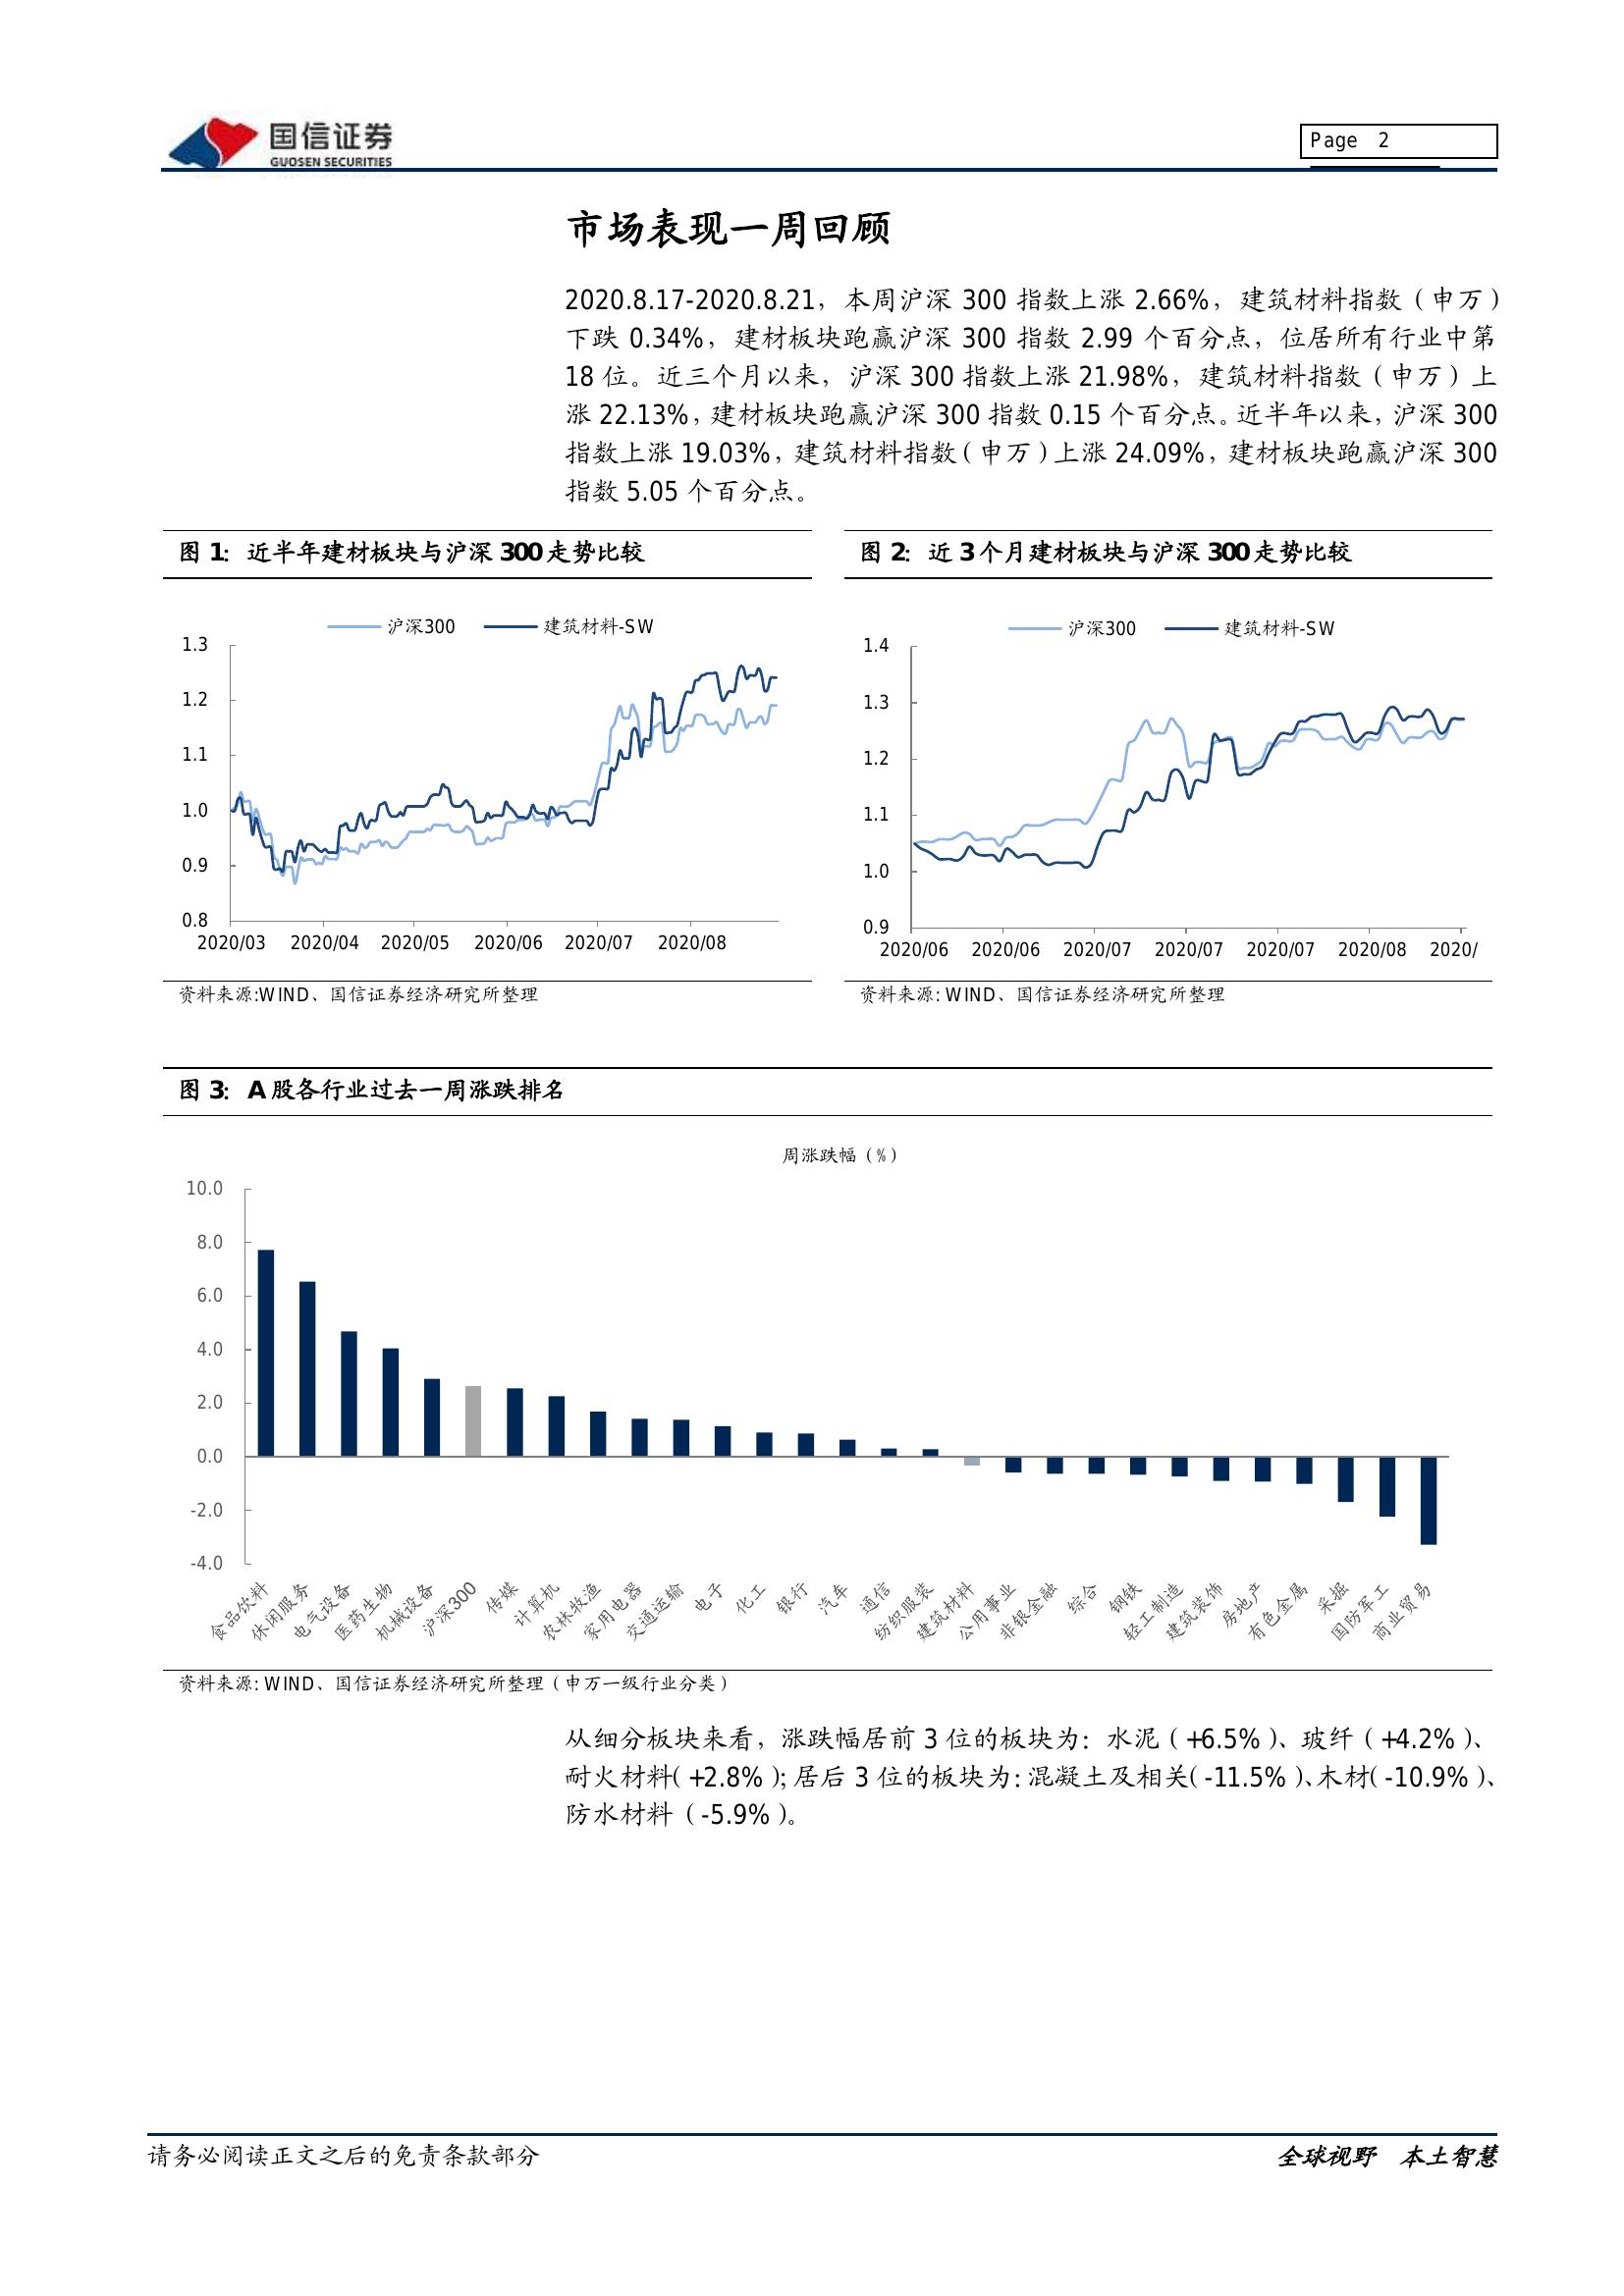 国信证券
GUOSEN SECURITIES
Page 2
市场表现一周回顾
2020.8.17-2020.8.21，本周沪深 300 指数上涨 2.66%，建筑材料指数（申万）
下跌 0.34%，建材板块跑赢沪深 300 指数 2.99 个百分点，位居所有行业中第
18 位。近三个月以来，沪深 300 指数上涨 21.98%，建筑材料指数（申万）上
涨 22.13%，建材板块跑赢沪深 300 指数 0.15 个百分点。近半年以来，沪深 300
指数上涨 19.03%，建筑材料指数（申万）上涨 24.09%，建材板块跑赢沪深 300
指数 5.05 个百分点。
图 1：近半年建材板块与沪深 300 走势比较
沪深300 建筑材料-SW
1.3
1.2
1.1
1.0
0.9
0.8
2020/03 2020/04 2020/05 2020/06 2020/07 2020/08
资料来源:WIND、国信证券经济研究所整理
图 2：近 3 个月建材板块与沪深 300 走势比较
沪深300 建筑材料-SW
1.4
1.3
1.2
1.1
1.0
0.9
2020/06 2020/06 2020/07 2020/07 2020/07 2020/08 2020/
资料来源: WIND、国信证券经济研究所整理
图 3：A 股各行业过去一周涨跌排名
周涨跌幅（%）
10.0
8.0
6.0
4.0
2.0
0.0
-2.0
-4.0
食品饮料 休闲服务 电气设备 医药生物 机械设备 沪深300 传媒 计算机 农林牧渔 家用电器 交通运输 电子 化工 银行 汽车 通信 纺织服装 建筑材料 公用事业 非银金融 综合 钢铁 轻工制造 建筑装饰 房地产 有色金属 采掘 国防军工 商业贸易
资料来源: WIND、国信证券经济研究所整理（申万一级行业分类）
从细分板块来看，涨跌幅居前 3 位的板块为：水泥（+6.5%）、玻纤（+4.2%）、
耐火材料（+2.8%）；居后 3 位的板块为：混凝土及相关（-11.5%）、木材（-10.9%）、
防水材料（-5.9%）。
请务必阅读正文之后的免责条款部分
全球视野 本土智慧